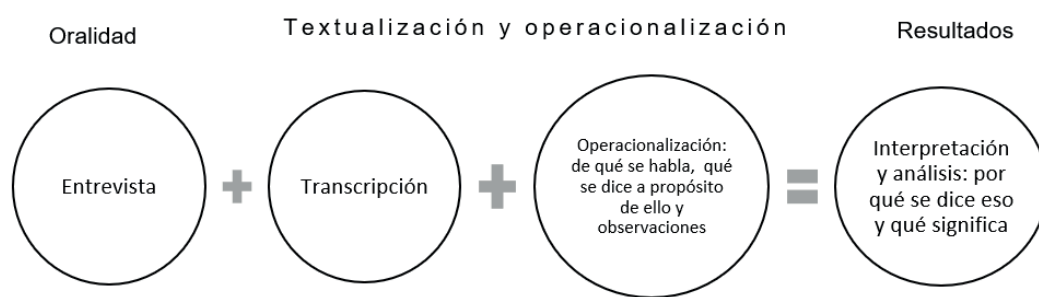 Oralidad
Textualización y operacionalización
Resultados
Entrevista
+
Transcripción
+
Operacionalización:
de qué se habla, qué
se dice a propósito
de ello y
observaciones
=
Interpretación
y análisis: por
qué se dice eso
y qué significa